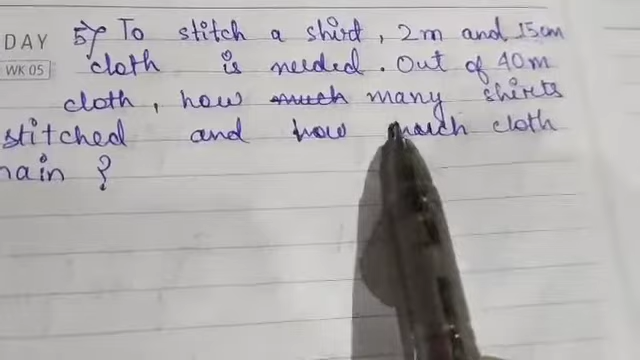 DAY
WK 05
5) To stitch a shirt, 2m and 15cm
cloth is needed. Out of 40m
cloth, how much many shirts
stitched and how much cloth
main ?